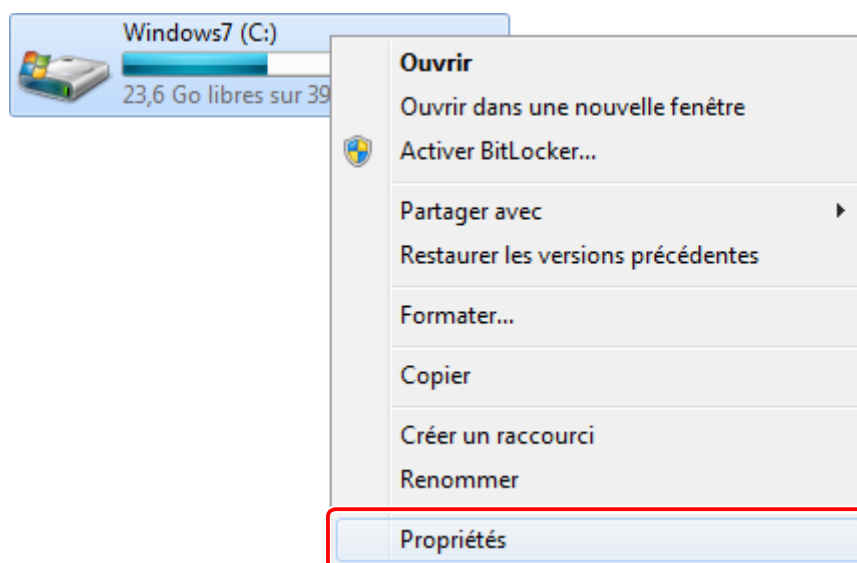 Windows7 (C:)
23,6 Go libres sur 39
Ouvrir
Ouvrir dans une nouvelle fenêtre
Activer BitLocker...
Partager avec
Restaurer les versions précédentes
Formater...
Copier
Créer un raccourci
Renommer
Propriétés